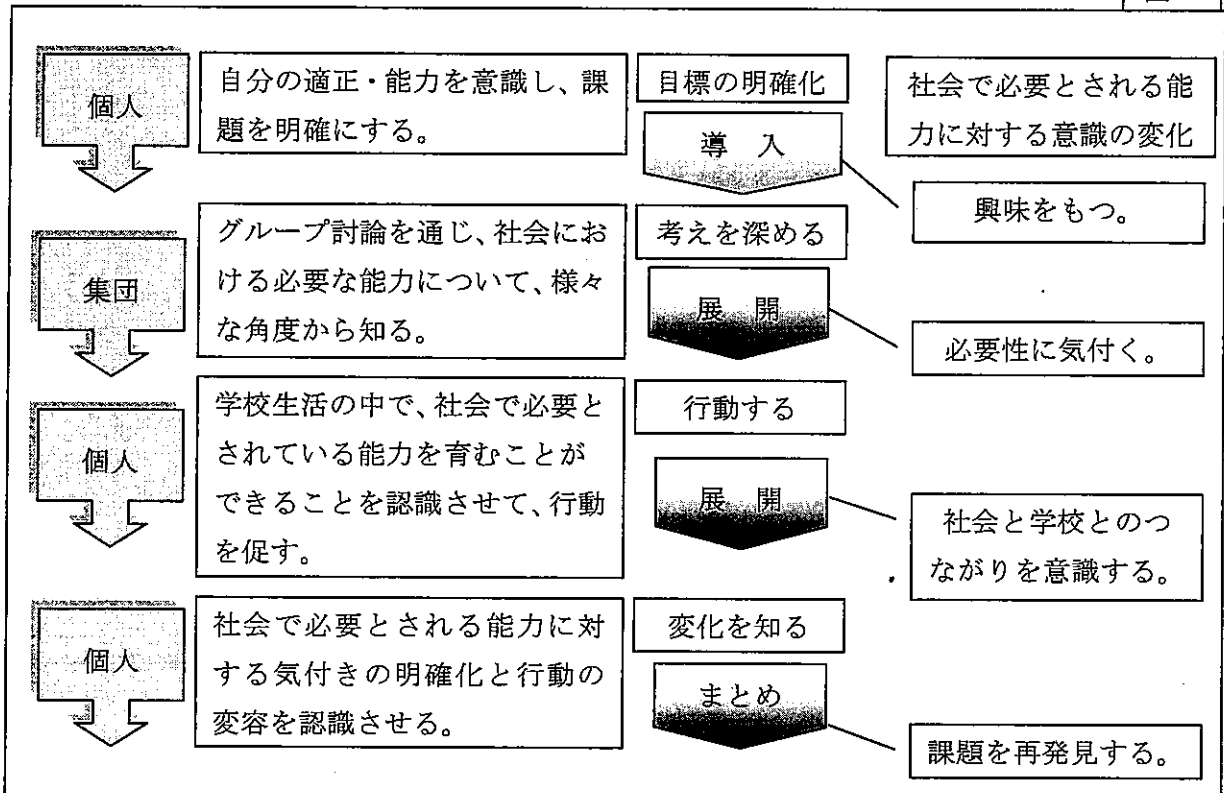 個人
自分の適正・能力を意識し、課
題を明確にする。
目標の明確化
導 入
社会で必要とされる能
力に対する意識の変化
興味をもつ。
集団
グループ討論を通じ、社会にお
ける必要な能力について、様々
な角度から知る。
考えを深める
展 開
必要性に気付く。
個人
学校生活の中で、社会で必要と
されている能力を育むことが
できることを認識させて、行動
を促す。
行動する
展 開
社会と学校とのつ
ながりを意識する。
個人
社会で必要とされる能力に対
する気付きの明確化と行動の
変容を認識させる。
変化を知る
まとめ
課題を再発見する。